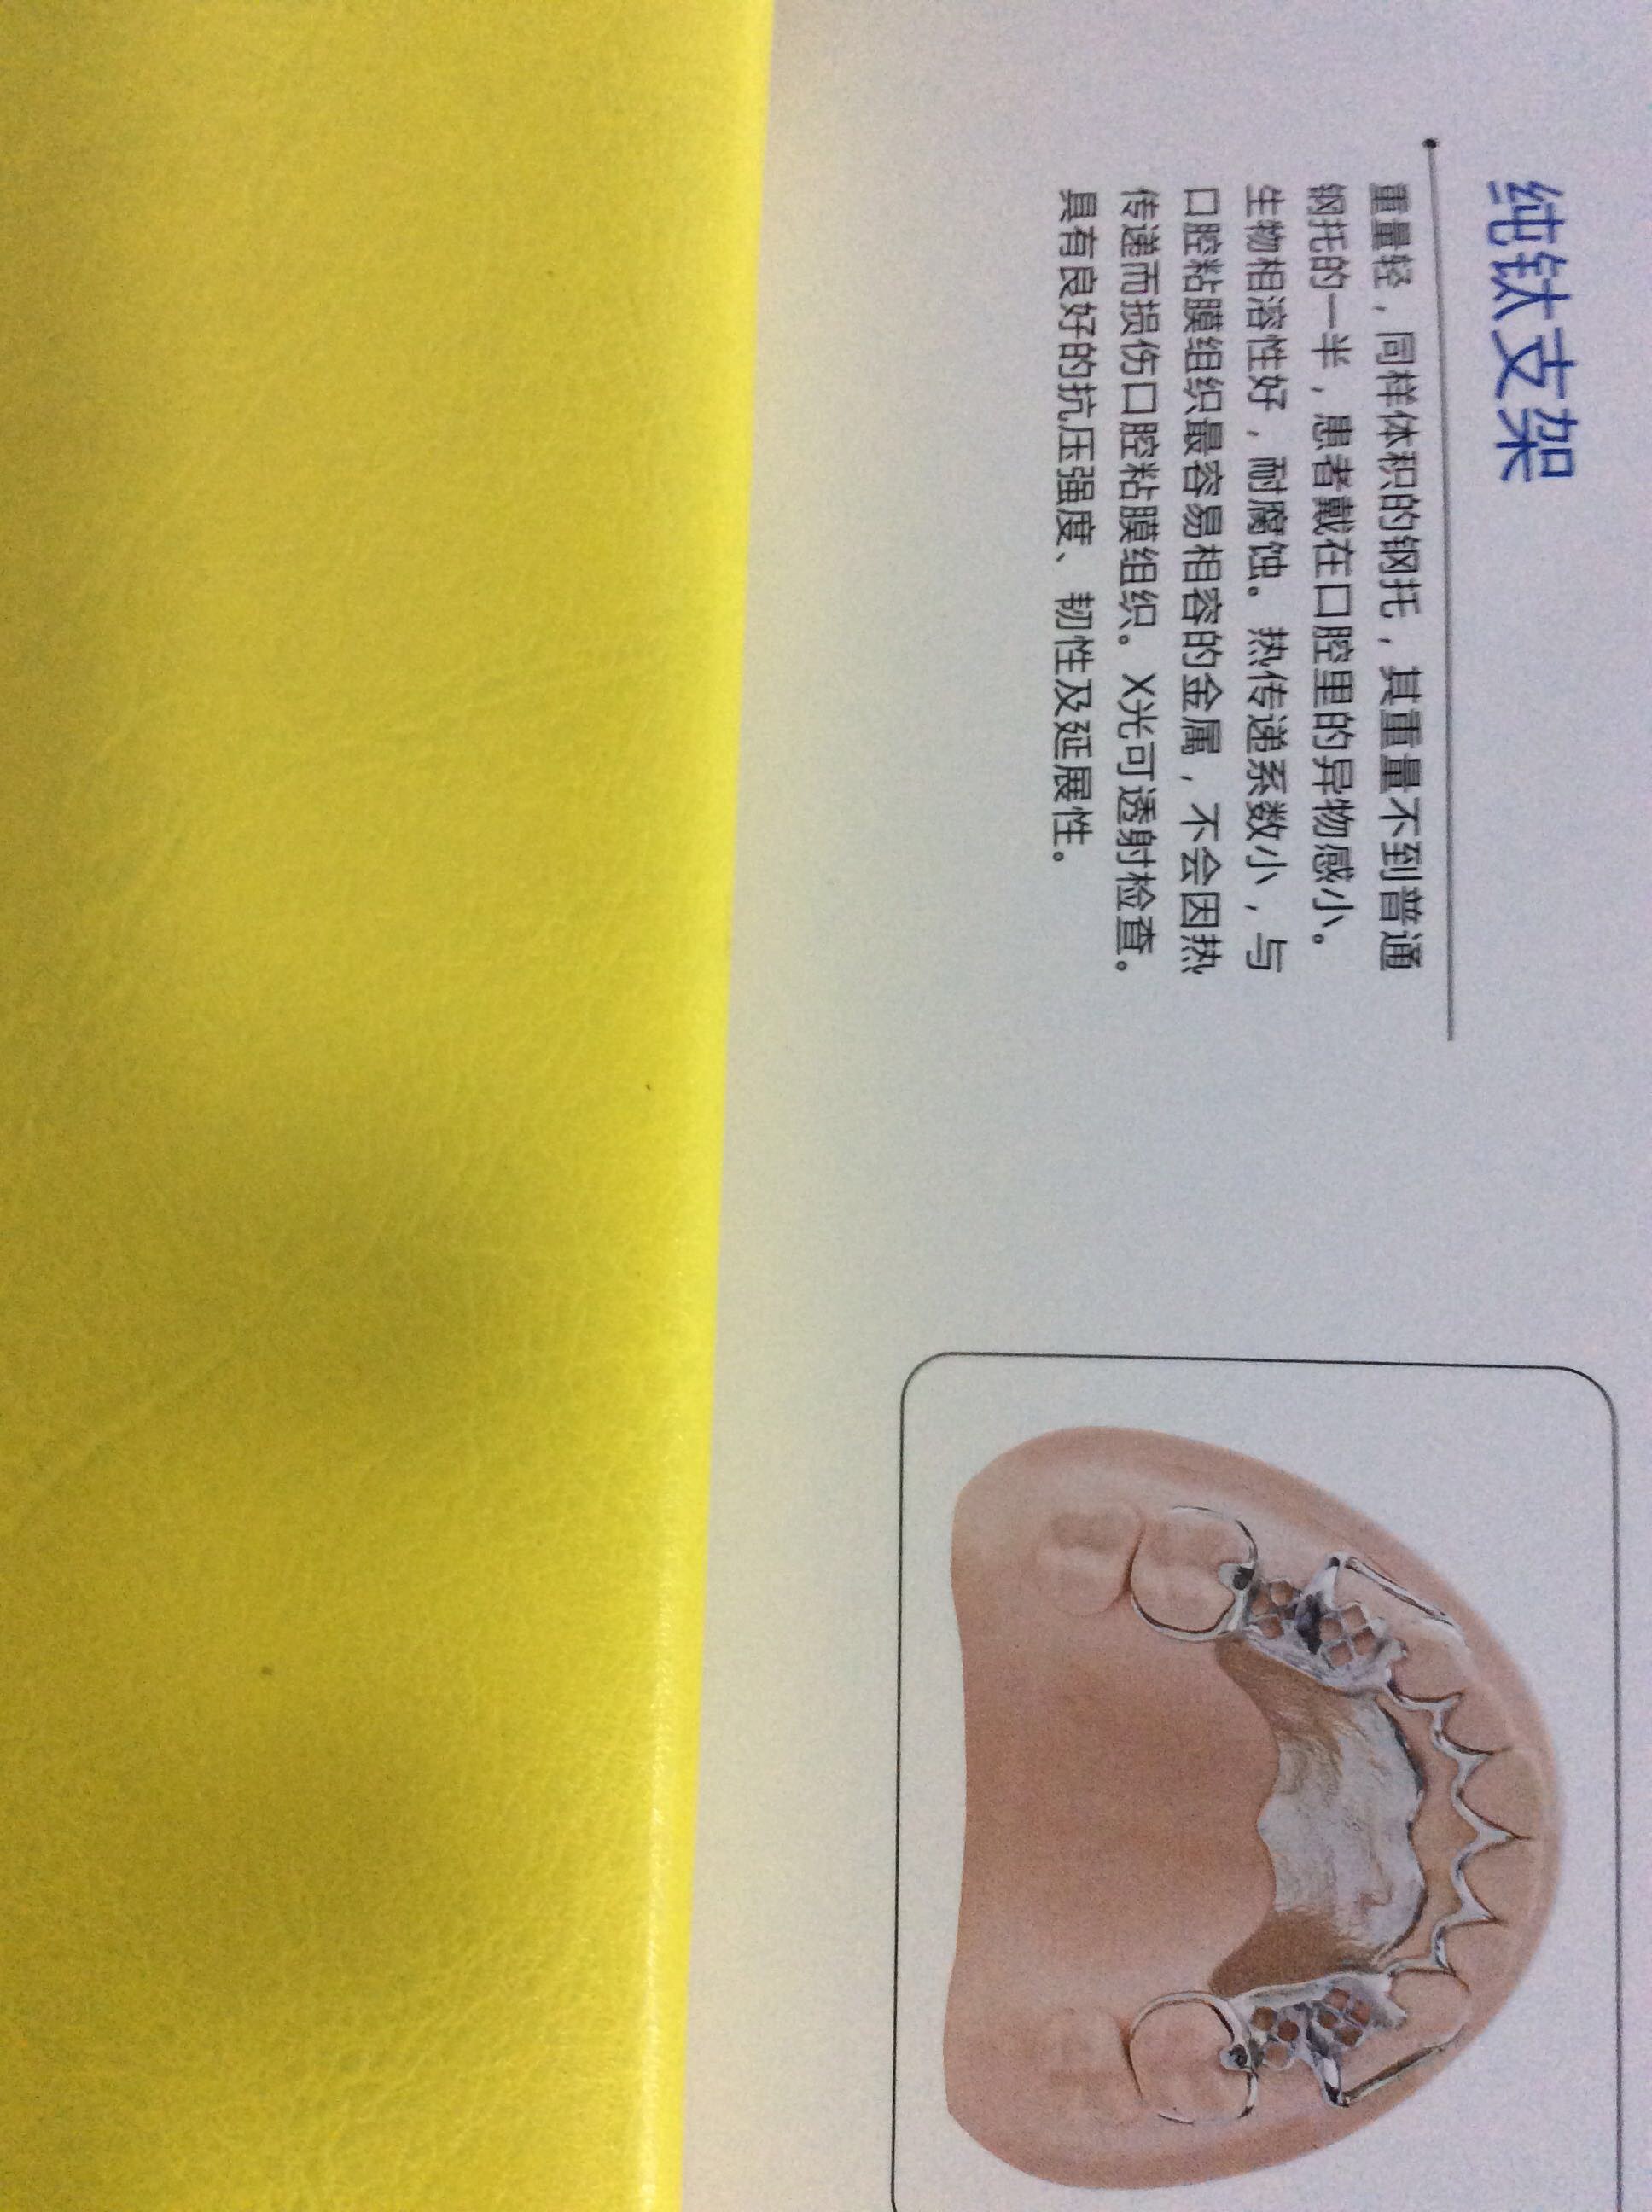 纯钛支架
重量轻，同样体积的钢托，其重量不到普通
钢托的一半，患者戴在口腔里的异物感小。
生物相溶性好，耐腐蚀。热传递系数小，与
口腔粘膜组织最容易相容的金属，不会因热
传递而损伤口腔粘膜组织。X光可透射检查。
具有良好的抗压强度、韧性及延展性。